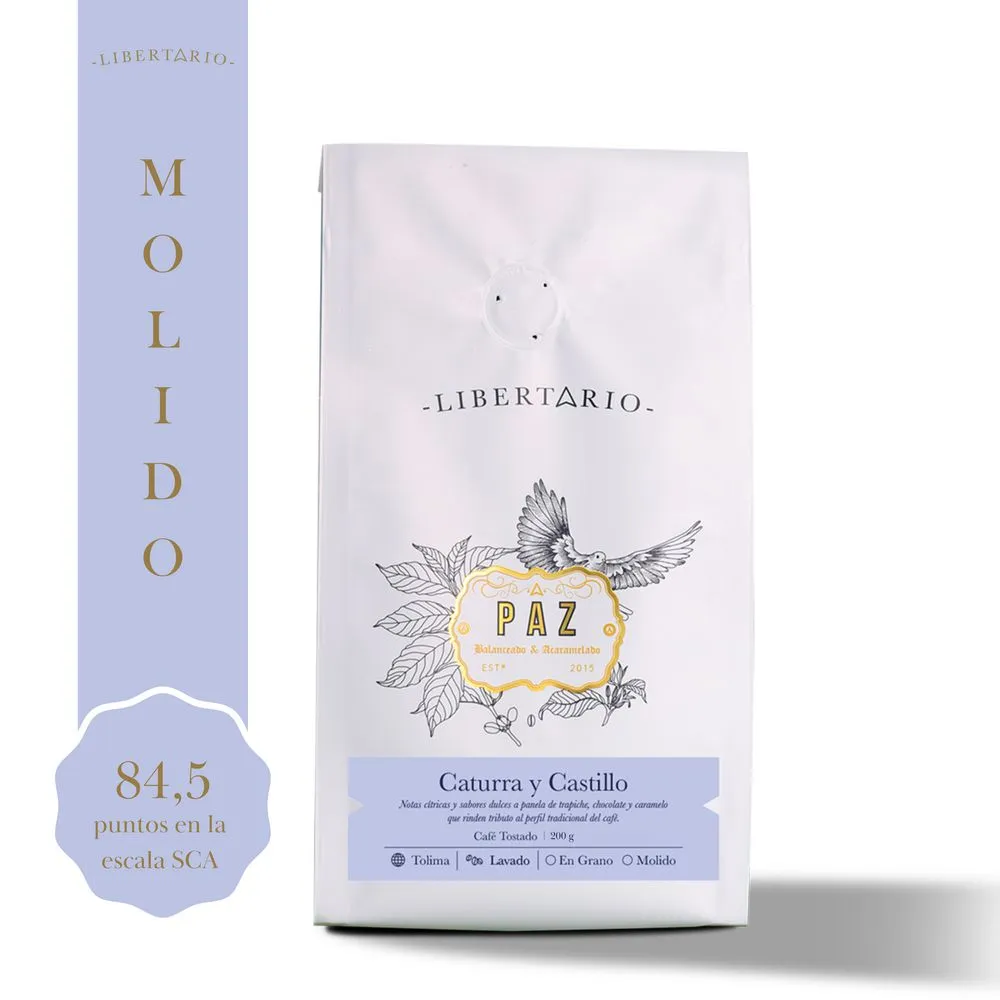 -LIBERTARIO-
MOLIDO
84,5
puntos en la
escala SCA
-LIBERTARIO-
PAZ
Balanceado & Acaramelado
EST* 2015
Caturra y Castillo
Notas cítricas y sabores dulces a panela de trapiche, chocolate y caramelo
que rinden tributo al perfil tradicional del café.
Café Tostado | 200 g
Tolima | Lavado | En Grano Molido